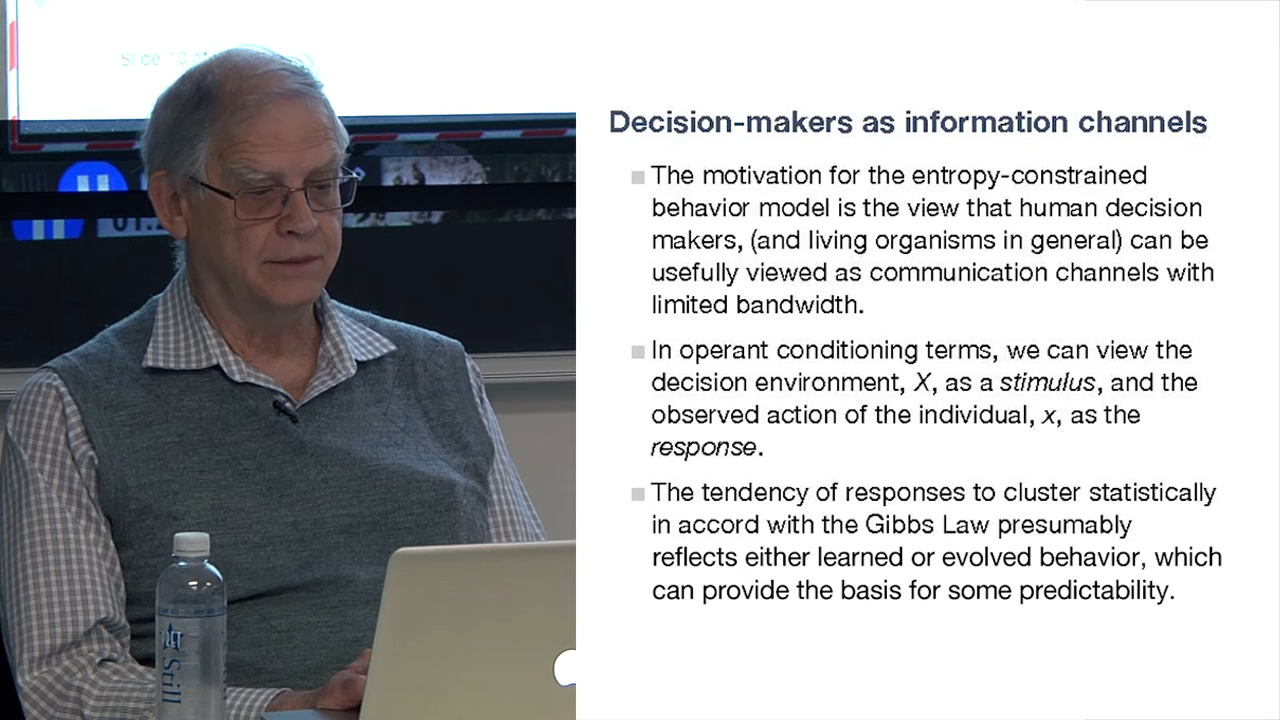 Decision-makers as information channels
The motivation for the entropy-constrained
behavior model is the view that human decision
makers, (and living organisms in general) can be
usefully viewed as communication channels with
limited bandwidth.
In operant conditioning terms, we can view the
decision environment, X, as a stimulus, and the
observed action of the individual, x, as the
response.
The tendency of responses to cluster statistically
in accord with the Gibbs Law presumably
reflects either learned or evolved behavior, which
can provide the basis for some predictability.
Still